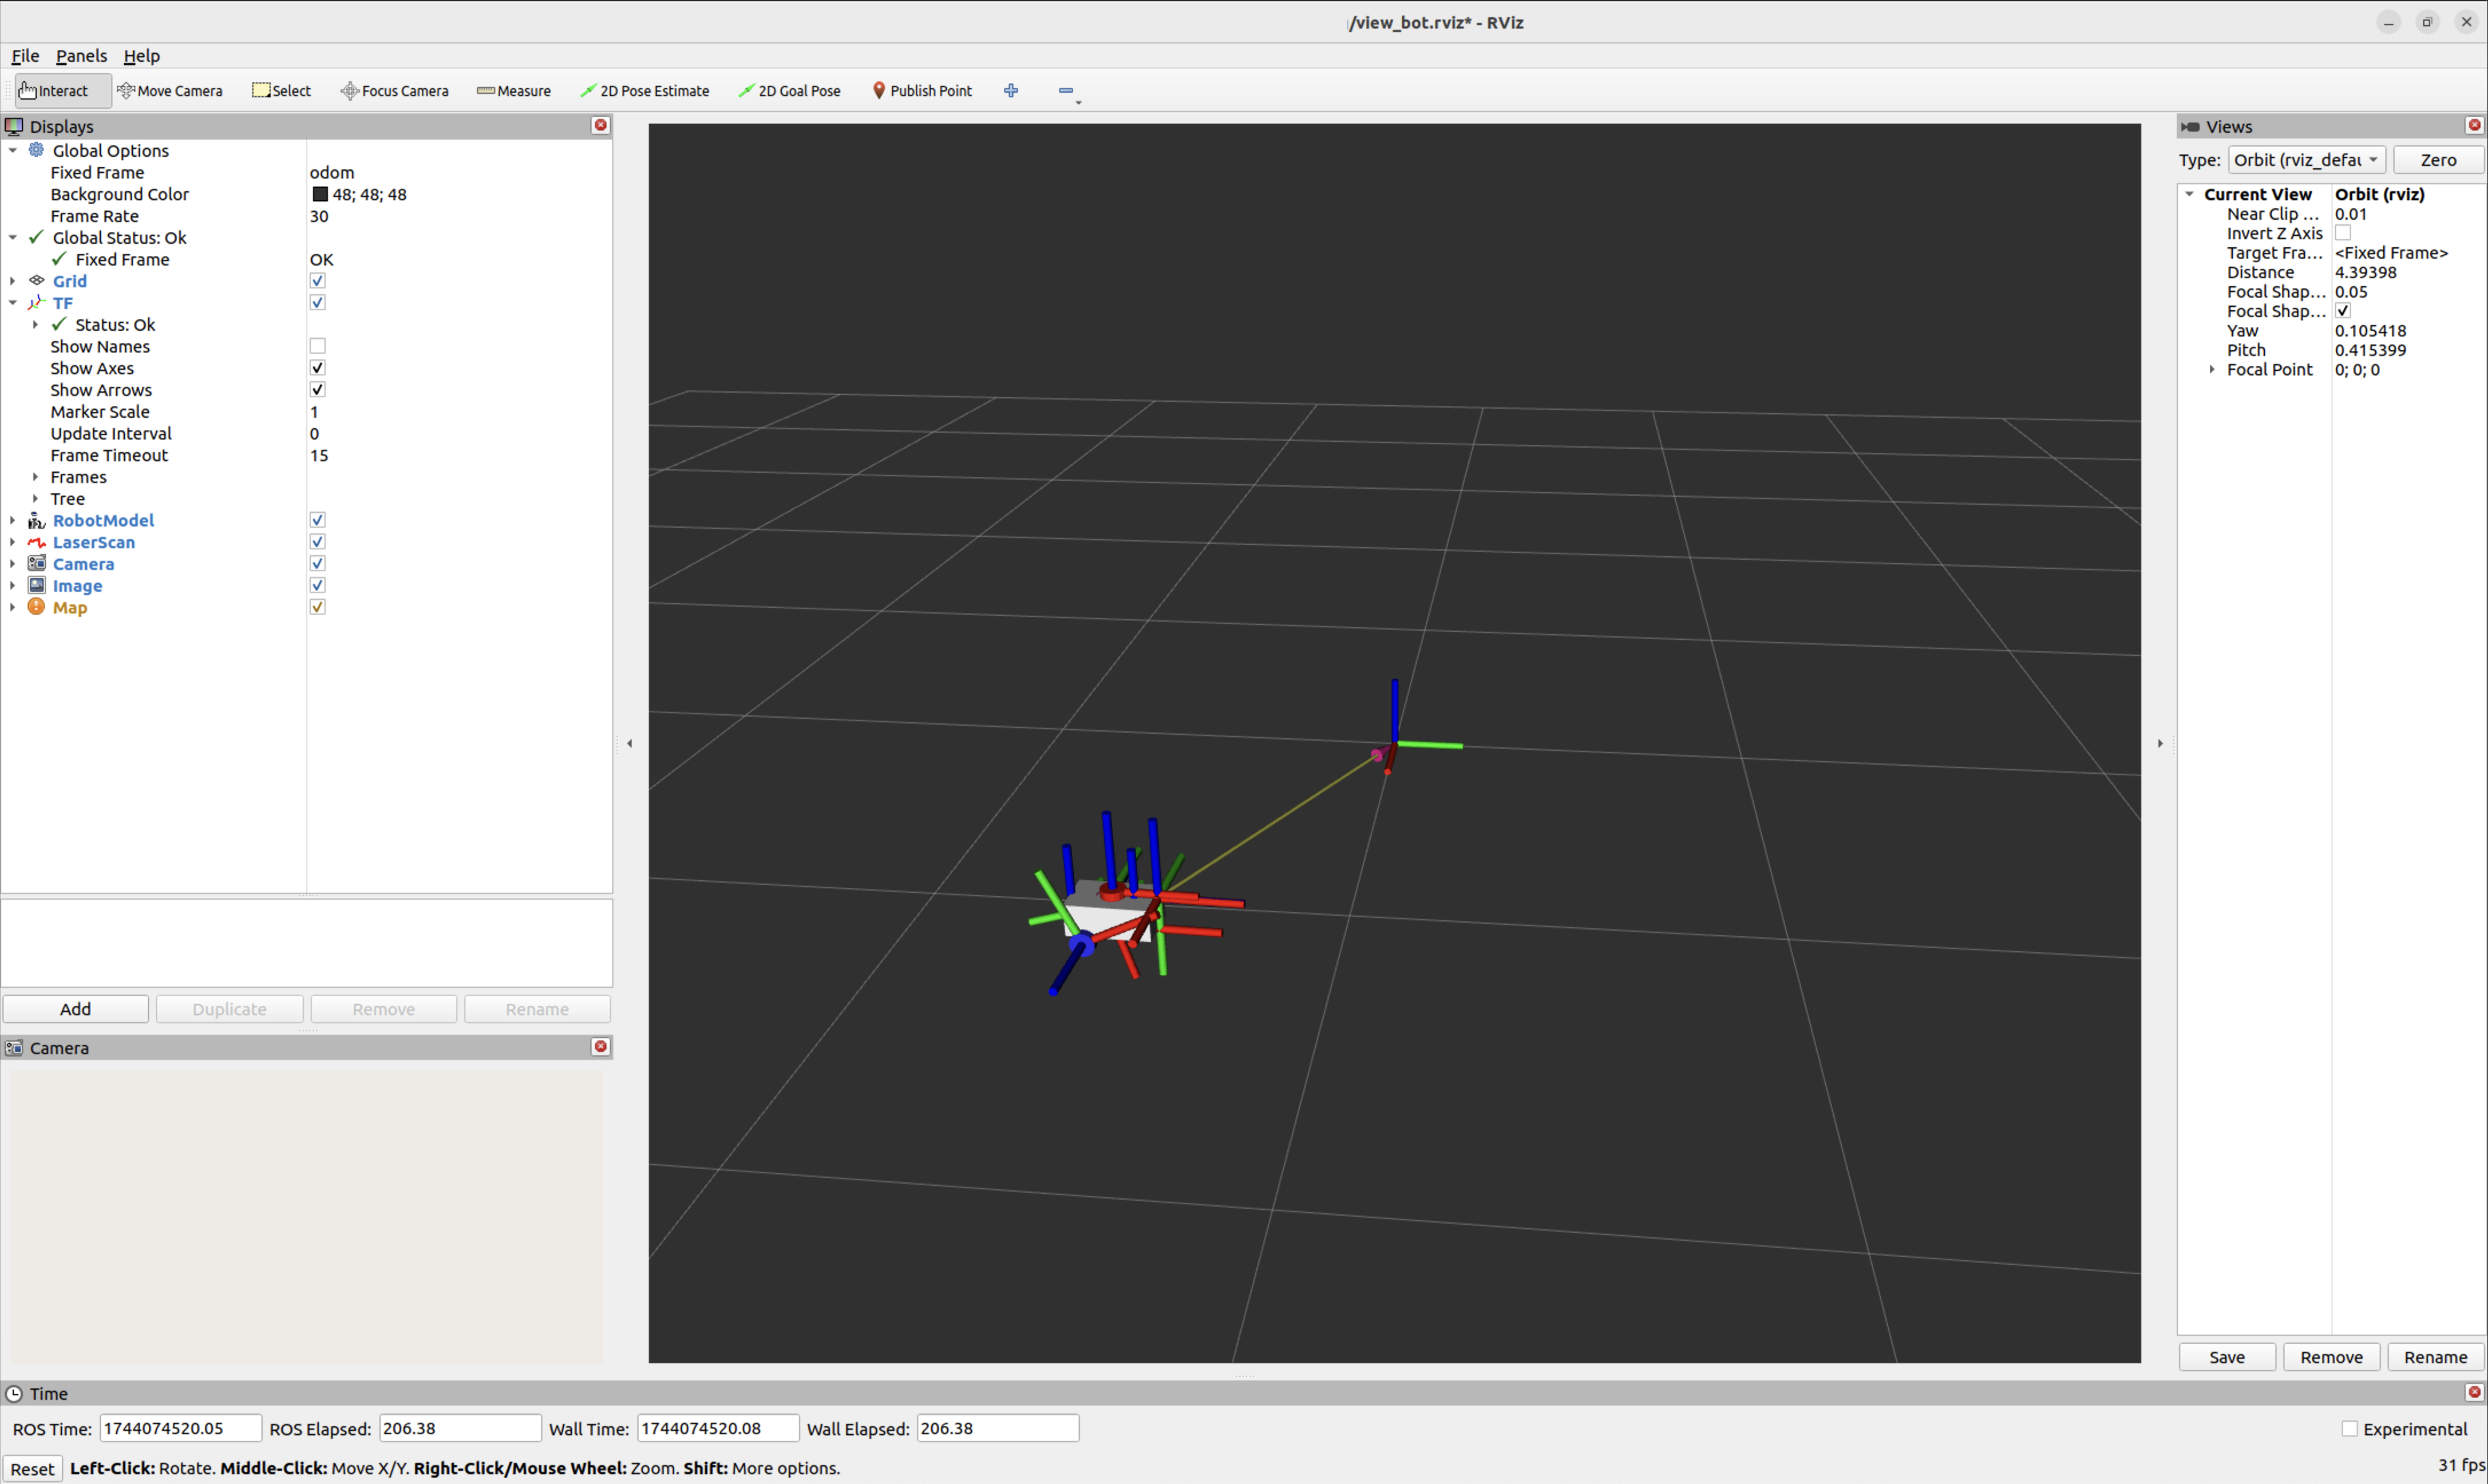 /view_bot.rviz* - RViz
File Panels Help
Interact Move Camera Select Focus Camera Measure 2D Pose Estimate 2D Goal Pose Publish Point
Displays
Global Options
Fixed Frame odom
Background Color 48; 48; 48
Frame Rate 30
Global Status: Ok
Fixed Frame OK
Grid
TF
Status: Ok
Show Names
Show Axes
Show Arrows
Marker Scale 1
Update Interval 0
Frame Timeout 15
Frames
Tree
RobotModel
LaserScan
Camera
Image
Map
Add Duplicate Remove Rename
Camera
Views
Type: Orbit (rviz_defau Zero
Current View Orbit (rviz)
Near Clip ... 0.01
Invert Z Axis
Target Fra... <Fixed Frame>
Distance 4.39398
Focal Shap... 0.05
Focal Shap...
Yaw 0.105418
Pitch 0.415399
Focal Point 0; 0; 0
Save Remove Rename
Time
ROS Time: 1744074520.05 ROS Elapsed: 206.38 Wall Time: 1744074520.08 Wall Elapsed: 206.38 Experimental
Reset Left-Click: Rotate. Middle-Click: Move X/Y. Right-Click/Mouse Wheel: Zoom. Shift: More options. 31 fps